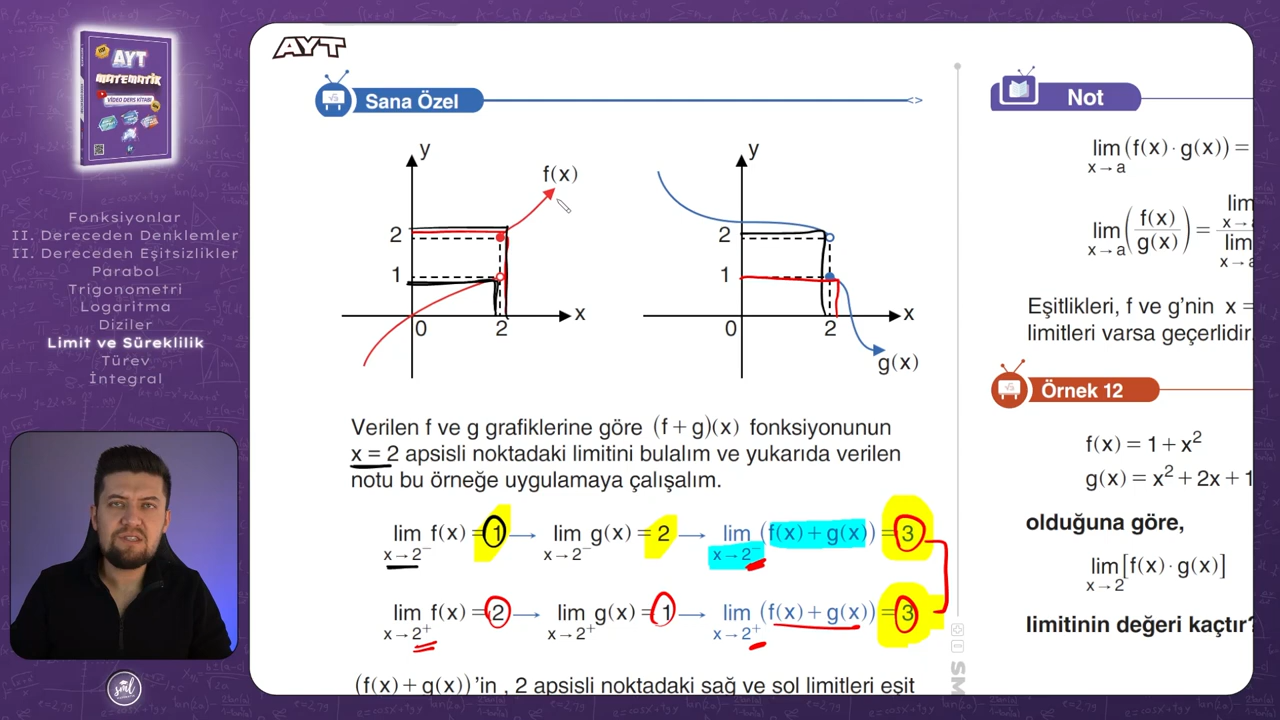 AYT
MATEMATİK
VİDEO DERS KİTABI
Fonksiyonlar
II. Dereceden Denklemler
II. Dereceden Eşitsizlikler
Parabol
Trigonometri
Logaritma
Diziler
Limit ve Süreklilik
Türev
İntegral
sml
AYT
Sana Özel
y
f(x)
2
1
0
2
x
y
2
1
0
2
x
g(x)
Verilen f ve g grafiklerine göre (f+g)(x) fonksiyonunun
x = 2 apsisli noktadaki limitini bulalım ve yukarıda verilen
notu bu örneğe uygulamaya çalışalım.
lim f(x) = 1 → lim g(x) = 2 → lim (f(x) + g(x)) = 3
x→2⁻ x→2⁻ x→2⁻
lim f(x) = 2 → lim g(x) = 1 → lim (f(x) + g(x)) = 3
x→2⁺ x→2⁺ x→2⁺
(f(x) + g(x))'in , 2 apsisli noktadaki sağ ve sol limitleri eşit
SM
Not
lim (f(x) · g(x)) =
x→a
lim (f(x)/g(x)) = lim x→a / lim x→a
x→a
Eşitlikleri, f ve g'nin x =
limitleri varsa geçerlidir
Örnek 12
f(x) = 1 + x²
g(x) = x² + 2x + 1
olduğuna göre,
lim [f(x) · g(x)]
x→2
limitinin değeri kaçtır?